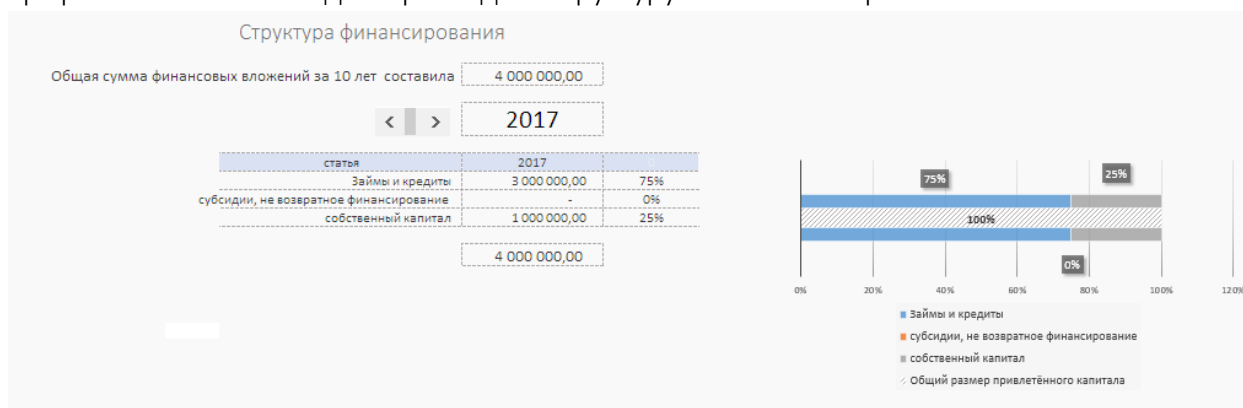 Структура финансирования
Общая сумма финансовых вложений за 10 лет составила 4 000 000,00
2017
статья 2017
Займы и кредиты 3 000 000,00 75%
субсидии, не возвратное финансирование - 0%
собственный капитал 1 000 000,00 25%
4 000 000,00
75% 25%
100%
0%
0% 20% 40% 60% 80% 100% 120%
Займы и кредиты
субсидии, не возвратное финансирование
собственный капитал
Общий размер привлетённого капитала